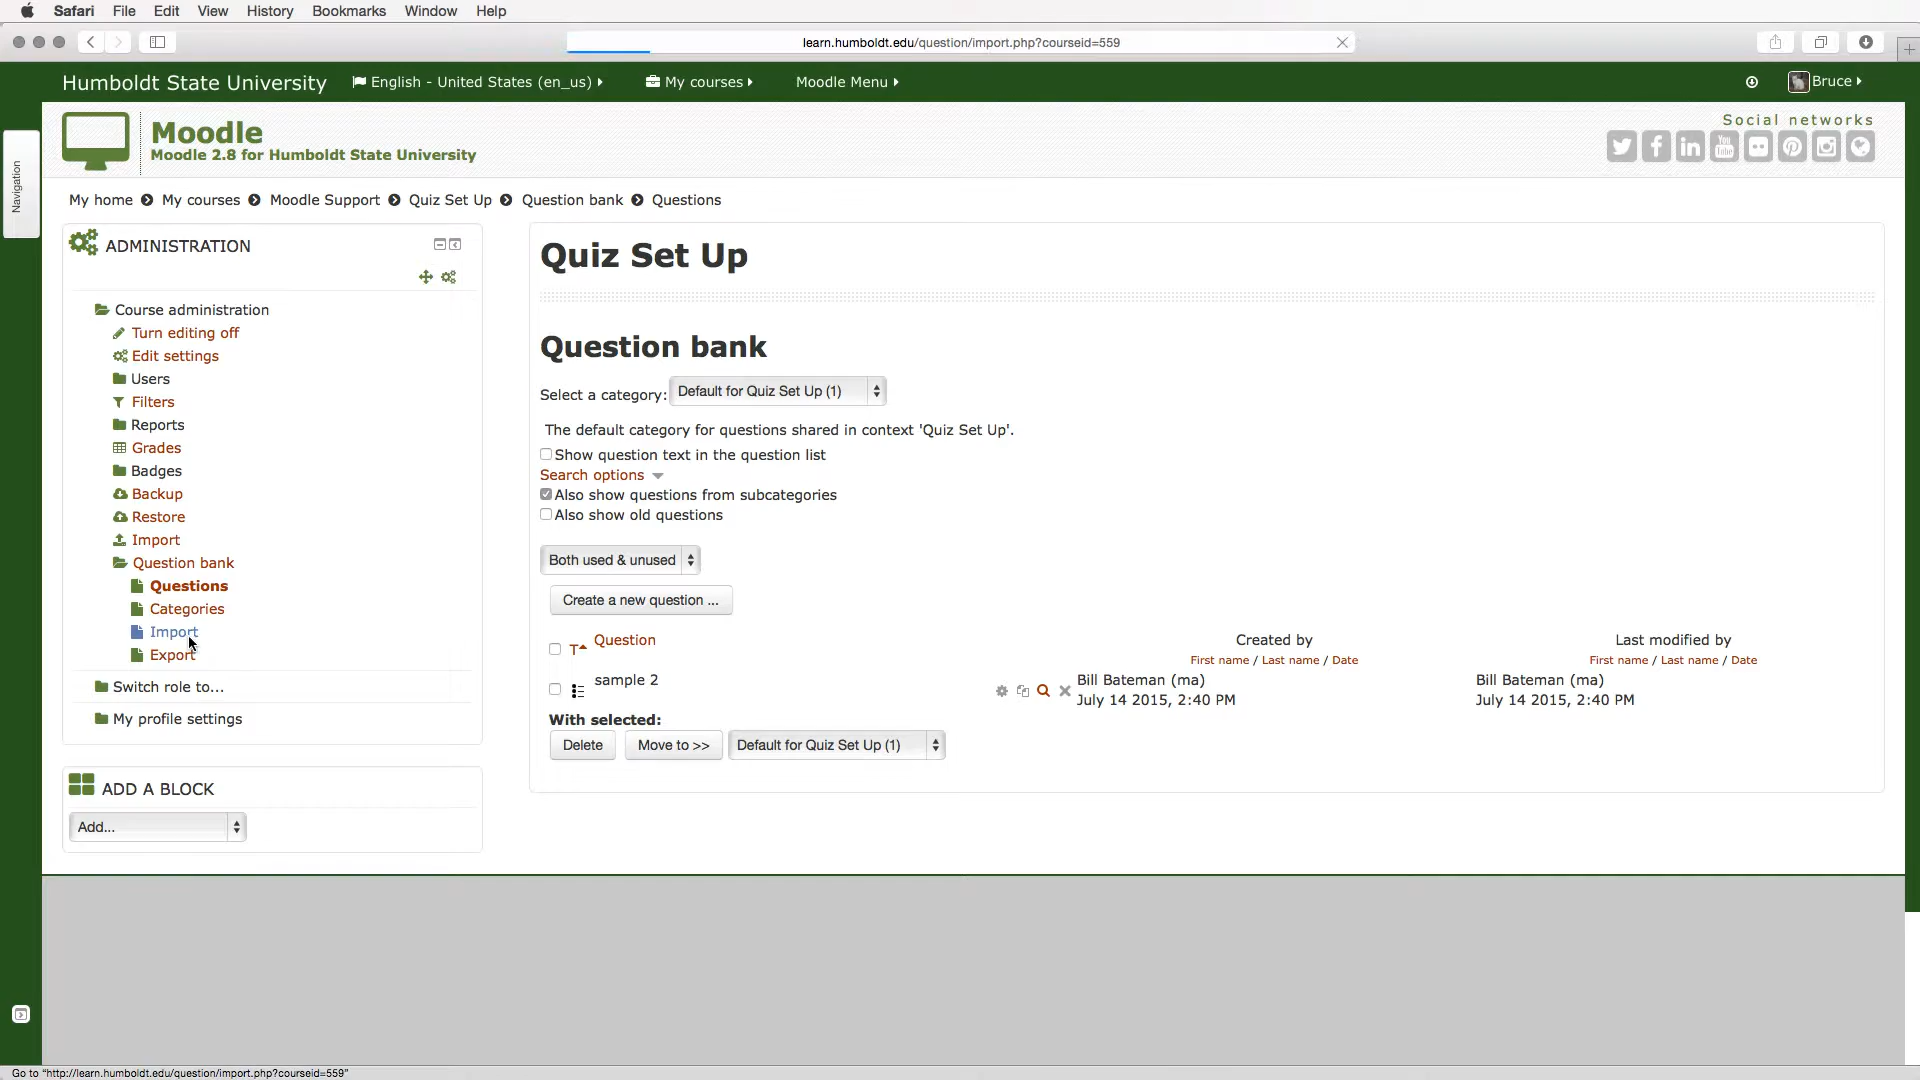 Safari File Edit View History Bookmarks Window Help
learn.humboldt.edu/question/import.php?courseid=559
Humboldt State University English - United States (en_us) My courses Moodle Menu Bruce
Navigation
Moodle
Moodle 2.8 for Humboldt State University
Social networks
My home My courses Moodle Support Quiz Set Up Question bank Questions
ADMINISTRATION
Course administration
Turn editing off
Edit settings
Users
Filters
Reports
Grades
Badges
Backup
Restore
Import
Question bank
Questions
Categories
Import
Export
Switch role to...
My profile settings
ADD A BLOCK
Add...
Quiz Set Up
Question bank
Select a category: Default for Quiz Set Up (1)
The default category for questions shared in context 'Quiz Set Up'.
Show question text in the question list
Search options
Also show questions from subcategories
Also show old questions
Both used & unused
Create a new question ...
T Question Created by Last modified by
First name / Last name / Date First name / Last name / Date
sample 2 Bill Bateman (ma) Bill Bateman (ma)
July 14 2015, 2:40 PM July 14 2015, 2:40 PM
With selected:
Delete Move to >> Default for Quiz Set Up (1)
Go to "http://learn.humboldt.edu/question/import.php?courseid=559"